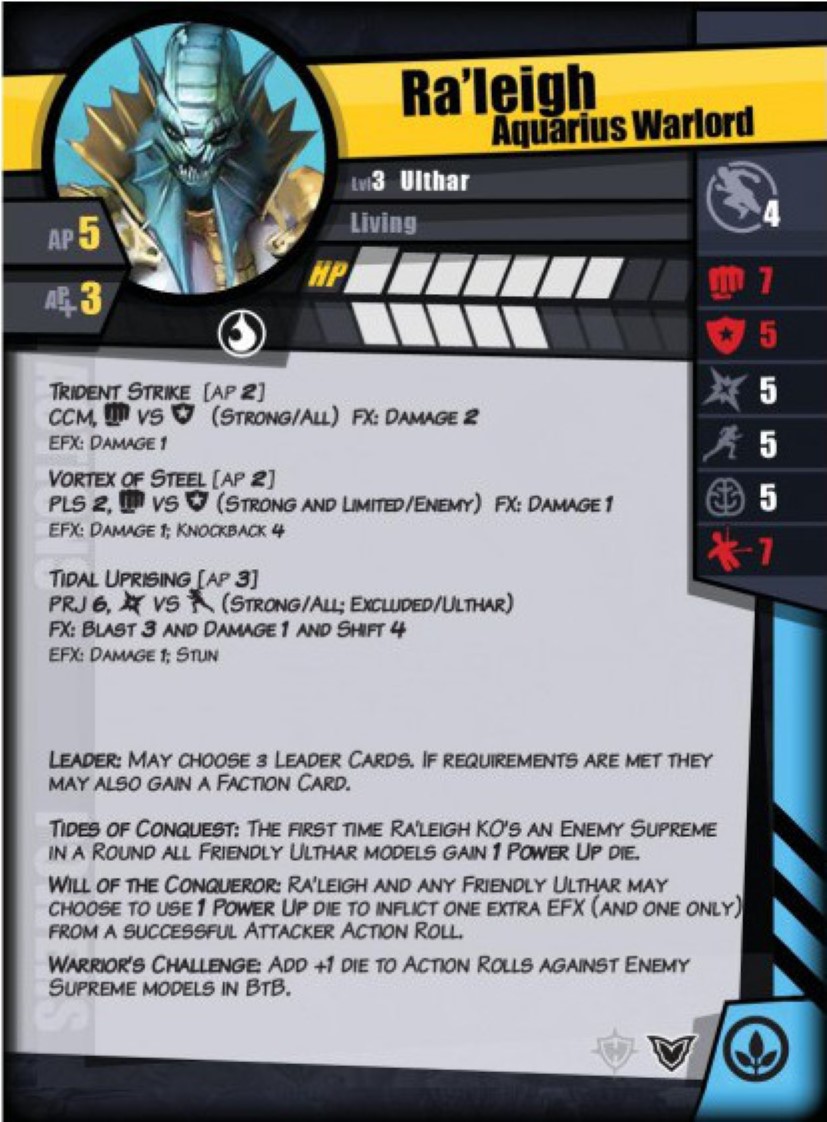 Ra'leigh
Aquarius Warlord
Lvl3 Ulthar
Living
AP 5
AP+ 3
HP
4
7
5
5
5
5
7
ACTIONS
TRIDENT STRIKE [AP 2]
CCM, VS (STRONG/ALL) FX: DAMAGE 2
EFX: DAMAGE 1
VORTEX OF STEEL [AP 2]
PLS 2, VS (STRONG AND LIMITED/ENEMY) FX: DAMAGE 1
EFX: DAMAGE 1; KNOCKBACK 4
TIDAL UPRISING [AP 3]
PRJ 6, VS (STRONG/ALL; EXCLUDED/ULTHAR)
FX: BLAST 3 AND DAMAGE 1 AND SHIFT 4
EFX: DAMAGE 1; STUN
POWERS
LEADER: MAY CHOOSE 3 LEADER CARDS. IF REQUIREMENTS ARE MET THEY
MAY ALSO GAIN A FACTION CARD.
TIDES OF CONQUEST: THE FIRST TIME RA'LEIGH KO'S AN ENEMY SUPREME
IN A ROUND ALL FRIENDLY ULTHAR MODELS GAIN 1 POWER UP DIE.
WILL OF THE CONQUEROR: RA'LEIGH AND ANY FRIENDLY ULTHAR MAY
CHOOSE TO USE 1 POWER UP DIE TO INFLICT ONE EXTRA EFX (AND ONE ONLY)
FROM A SUCCESSFUL ATTACKER ACTION ROLL.
WARRIOR'S CHALLENGE: ADD +1 DIE TO ACTION ROLLS AGAINST ENEMY
SUPREME MODELS IN BTB.